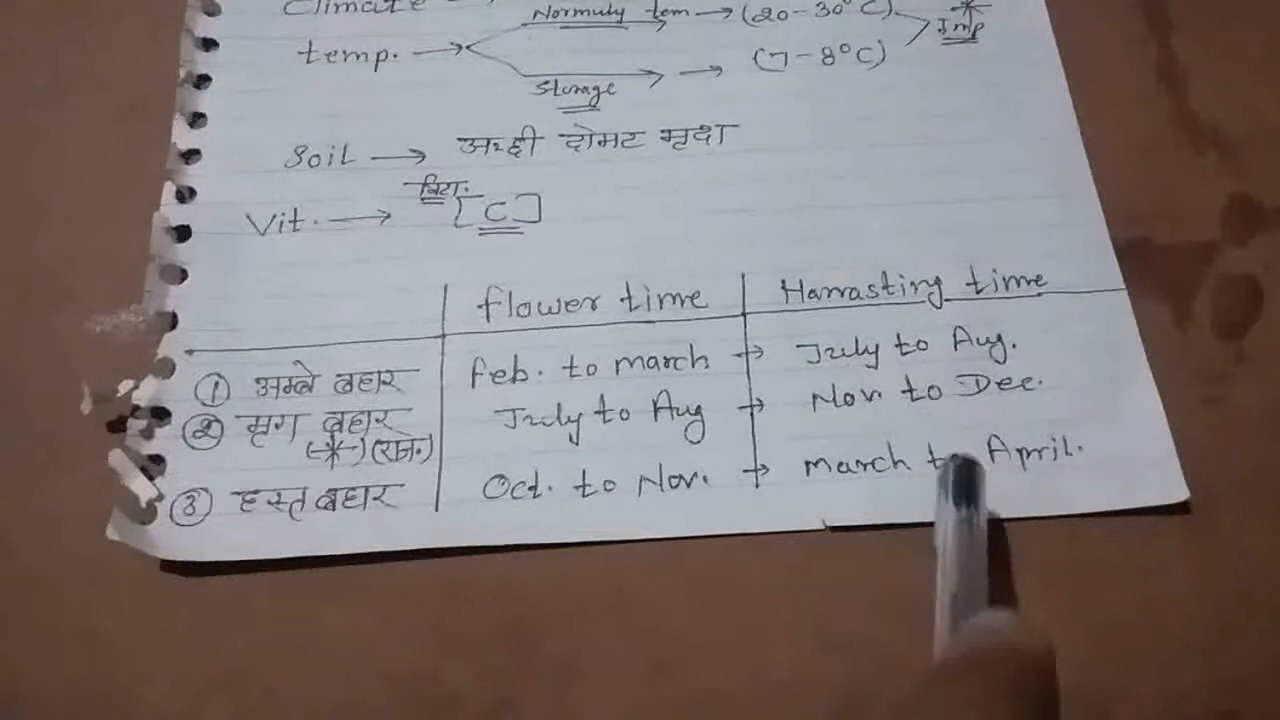 Climate
Normuly tem → (20-30°C)
Imp
temp. →
(7-8°C)
Storage
Soil → अच्छी दोमट मृदा
Vit. → विटा. [C]
flower time Harrasting time
① अम्बे बहार feb. to march → July to Aug.
② मृग बहार July to Aug → Nov. to Dec.
(*) (राज.)
③ हस्त बहार Oct. to Nov. → march to April.